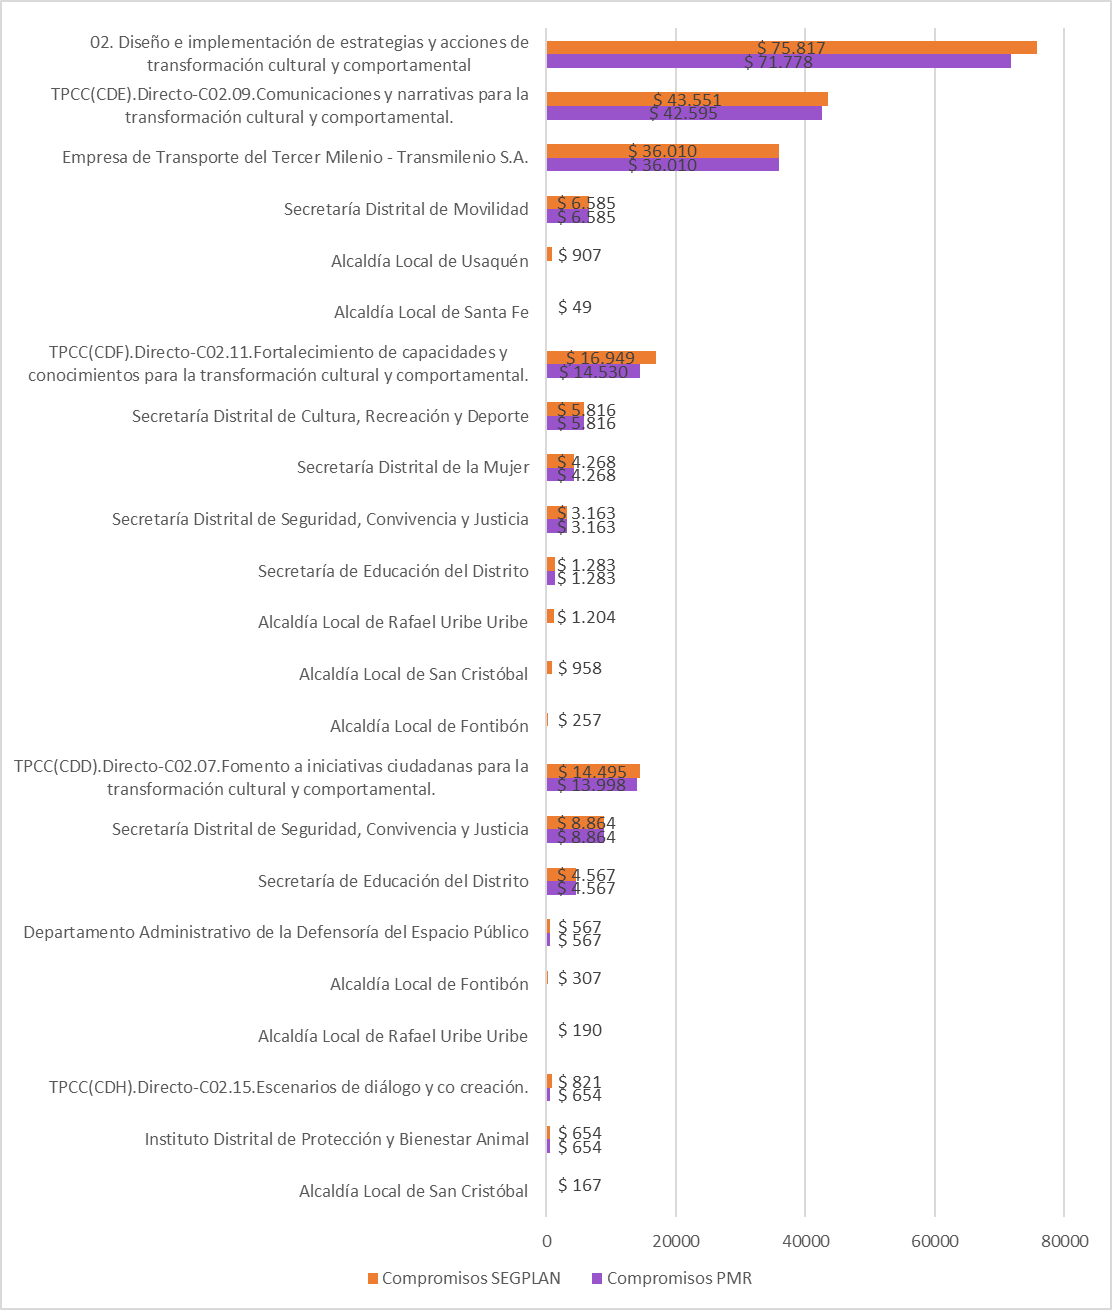 02. Diseño e implementación de estrategias y acciones de
transformación cultural y comportamental
$ 75.817
$ 71.778
TPCC(CDE).Directo-C02.09.Comunicaciones y narrativas para la
transformación cultural y comportamental.
$ 43.551
$ 42.595
Empresa de Transporte del Tercer Milenio - Transmilenio S.A.
$ 36.010
$ 36.010
Secretaría Distrital de Movilidad
$ 6.585
$ 6.585
Alcaldía Local de Usaquén
$ 907
Alcaldía Local de Santa Fe
$ 49
TPCC(CDF).Directo-C02.11.Fortalecimiento de capacidades y
conocimientos para la transformación cultural y comportamental.
$ 16.949
$ 14.530
Secretaría Distrital de Cultura, Recreación y Deporte
$ 5.816
$ 5.816
Secretaría Distrital de la Mujer
$ 4.268
$ 4.268
Secretaría Distrital de Seguridad, Convivencia y Justicia
$ 3.163
$ 3.163
Secretaría de Educación del Distrito
$ 1.283
$ 1.283
Alcaldía Local de Rafael Uribe Uribe
$ 1.204
Alcaldía Local de San Cristóbal
$ 958
Alcaldía Local de Fontibón
$ 257
TPCC(CDD).Directo-C02.07.Fomento a iniciativas ciudadanas para la
transformación cultural y comportamental.
$ 14.495
$ 13.998
Secretaría Distrital de Seguridad, Convivencia y Justicia
$ 8.864
$ 8.864
Secretaría de Educación del Distrito
$ 4.567
$ 4.567
Departamento Administrativo de la Defensoría del Espacio Público
$ 567
$ 567
Alcaldía Local de Fontibón
$ 307
Alcaldía Local de Rafael Uribe Uribe
$ 190
TPCC(CDH).Directo-C02.15.Escenarios de diálogo y co creación.
$ 821
$ 654
Instituto Distrital de Protección y Bienestar Animal
$ 654
$ 654
Alcaldía Local de San Cristóbal
$ 167
0 20000 40000 60000 80000
Compromisos SEGPLAN Compromisos PMR